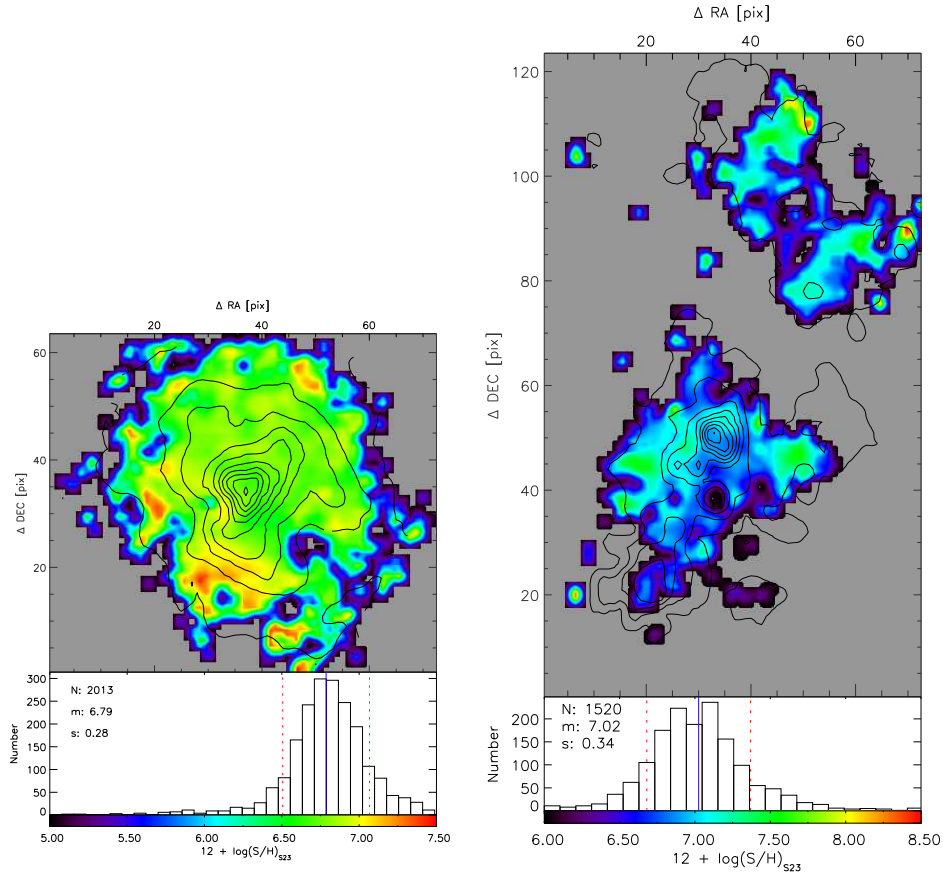 Δ RA [pix]
20 40 60
Δ DEC [pix]
60
40
20
Number
300
250
200
150
100
50
0
N: 2013
m: 6.79
s: 0.28
5.00 6.00 6.50 7.00 7.50
12 + log(S/H)S23
Δ RA [pix]
20 40 60
Δ DEC [pix]
120
100
80
60
40
20
Number
200
150
100
50
0
N: 1520
m: 7.02
s: 0.34
6.00 6.50 7.00 7.50 8.00 8.50
12 + log(S/H)S23